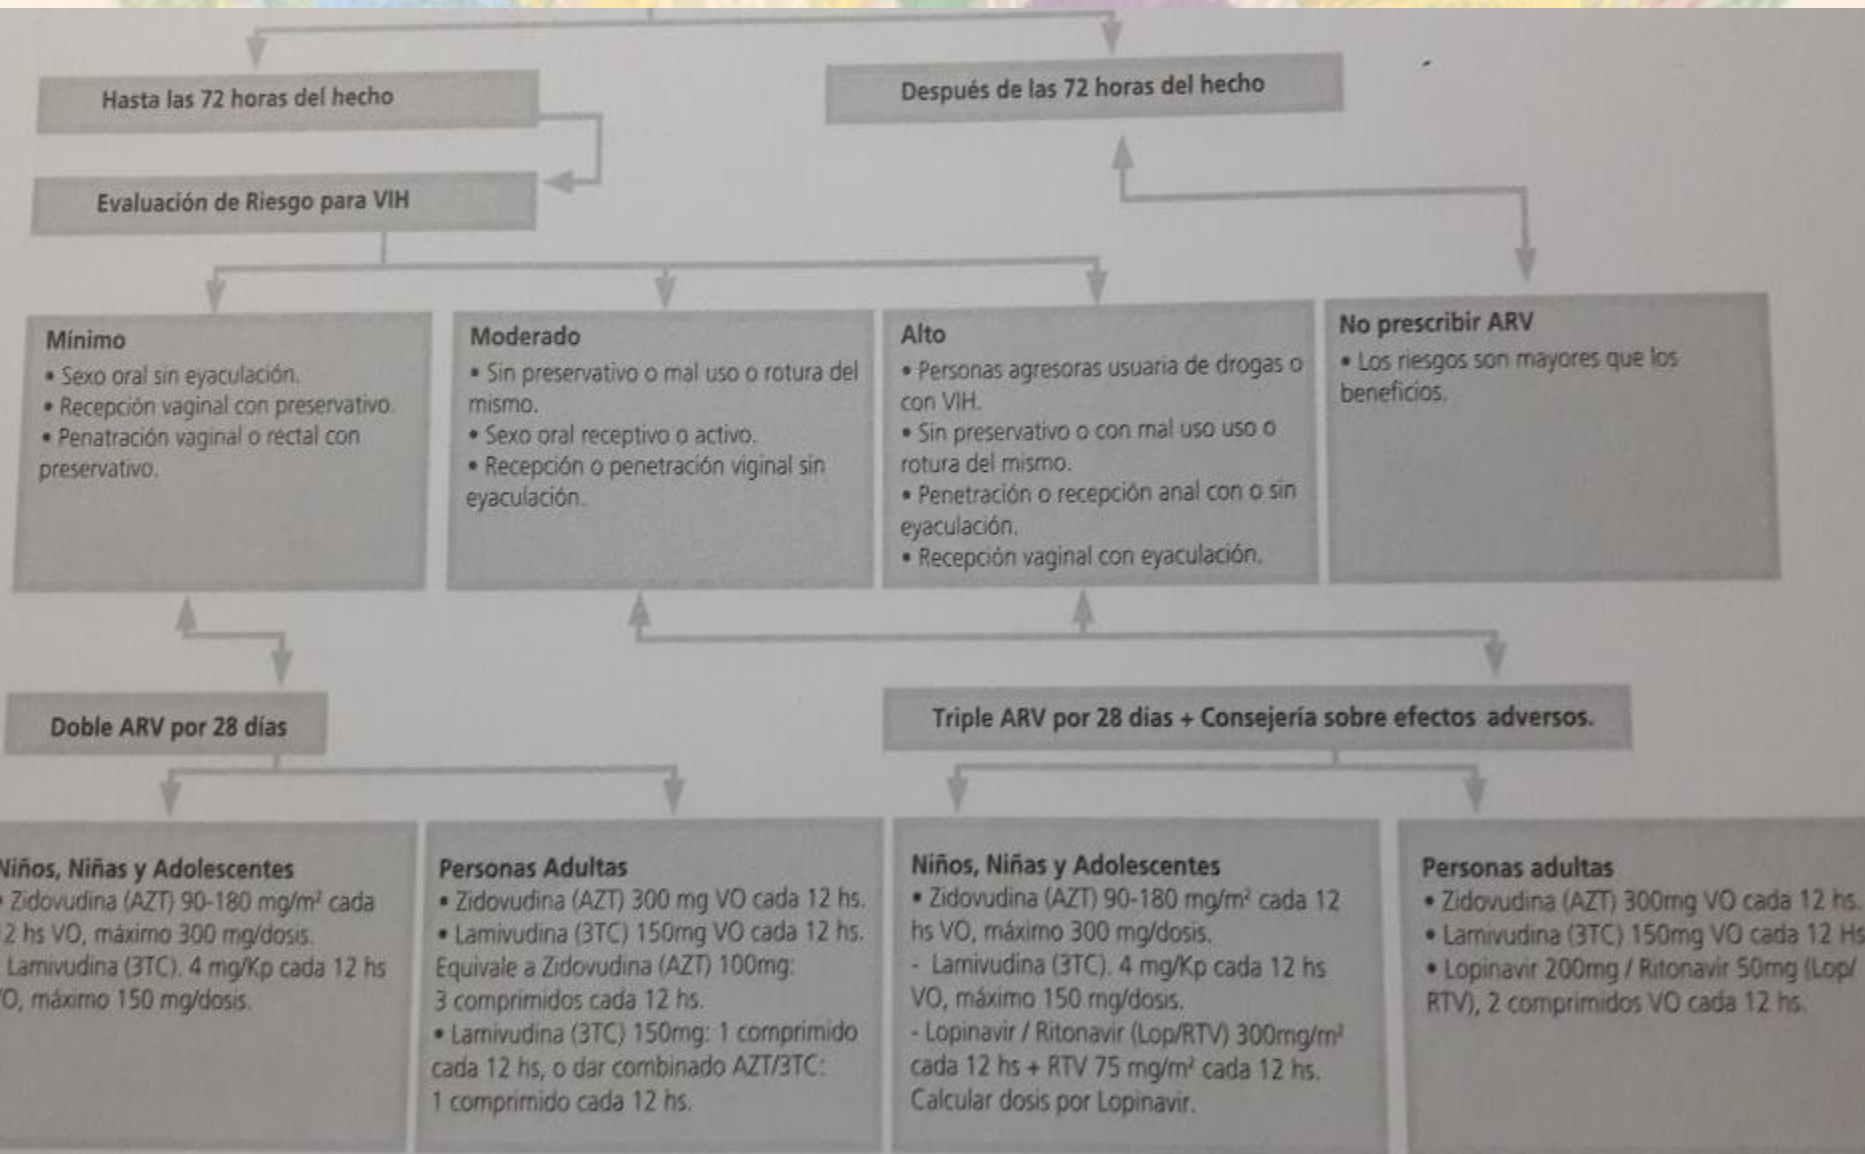 Hasta las 72 horas del hecho
Después de las 72 horas del hecho
Evaluación de Riesgo para VIH
Mínimo
• Sexo oral sin eyaculación.
• Recepción vaginal con preservativo.
• Penatración vaginal o rectal con
preservativo.
Moderado
• Sin preservativo o mal uso o rotura del
mismo.
• Sexo oral receptivo o activo.
• Recepción o penetración viginal sin
eyaculación.
Alto
• Personas agresoras usuaria de drogas o
con VIH.
• Sin preservativo o con mal uso uso o
rotura del mismo.
• Penetración o recepción anal con o sin
eyaculación.
• Recepción vaginal con eyaculación.
No prescribir ARV
• Los riesgos son mayores que los
beneficios.
Doble ARV por 28 días
Triple ARV por 28 dias + Consejería sobre efectos adversos.
Niños, Niñas y Adolescentes
• Zidovudina (AZT) 90-180 mg/m² cada
12 hs VO, máximo 300 mg/dosis.
Lamivudina (3TC). 4 mg/Kp cada 12 hs
VO, máximo 150 mg/dosis.
Personas Adultas
• Zidovudina (AZT) 300 mg VO cada 12 hs.
• Lamivudina (3TC) 150mg VO cada 12 hs.
Equivale a Zidovudina (AZT) 100mg:
3 comprimidos cada 12 hs.
• Lamivudina (3TC) 150mg: 1 comprimido
cada 12 hs, o dar combinado AZT/3TC:
1 comprimido cada 12 hs.
Niños, Niñas y Adolescentes
• Zidovudina (AZT) 90-180 mg/m² cada 12
hs VO, máximo 300 mg/dosis.
- Lamivudina (3TC). 4 mg/Kp cada 12 hs
VO, máximo 150 mg/dosis.
- Lopinavir / Ritonavir (Lop/RTV) 300mg/m²
cada 12 hs + RTV 75 mg/m² cada 12 hs.
Calcular dosis por Lopinavir.
Personas adultas
• Zidovudina (AZT) 300mg VO cada 12 hs.
• Lamivudina (3TC) 150mg VO cada 12 Hs
• Lopinavir 200mg / Ritonavir 50mg (Lop/
RTV), 2 comprimidos VO cada 12 hs.